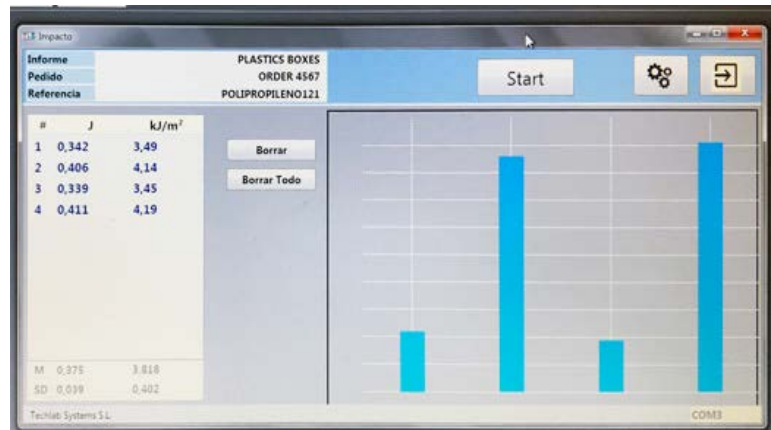 Impacto
Informe PLASTICS BOXES
Pedido ORDER 4567
Referencia POLIPROPILENO121
Start
# J kJ/m²
1 0,342 3,49
2 0,406 4,14
3 0,339 3,45
4 0,411 4,19
Borrar
Borrar Todo
M 0,375 3,818
SD 0,039 0,402
Techlab Systems S.L. COM3